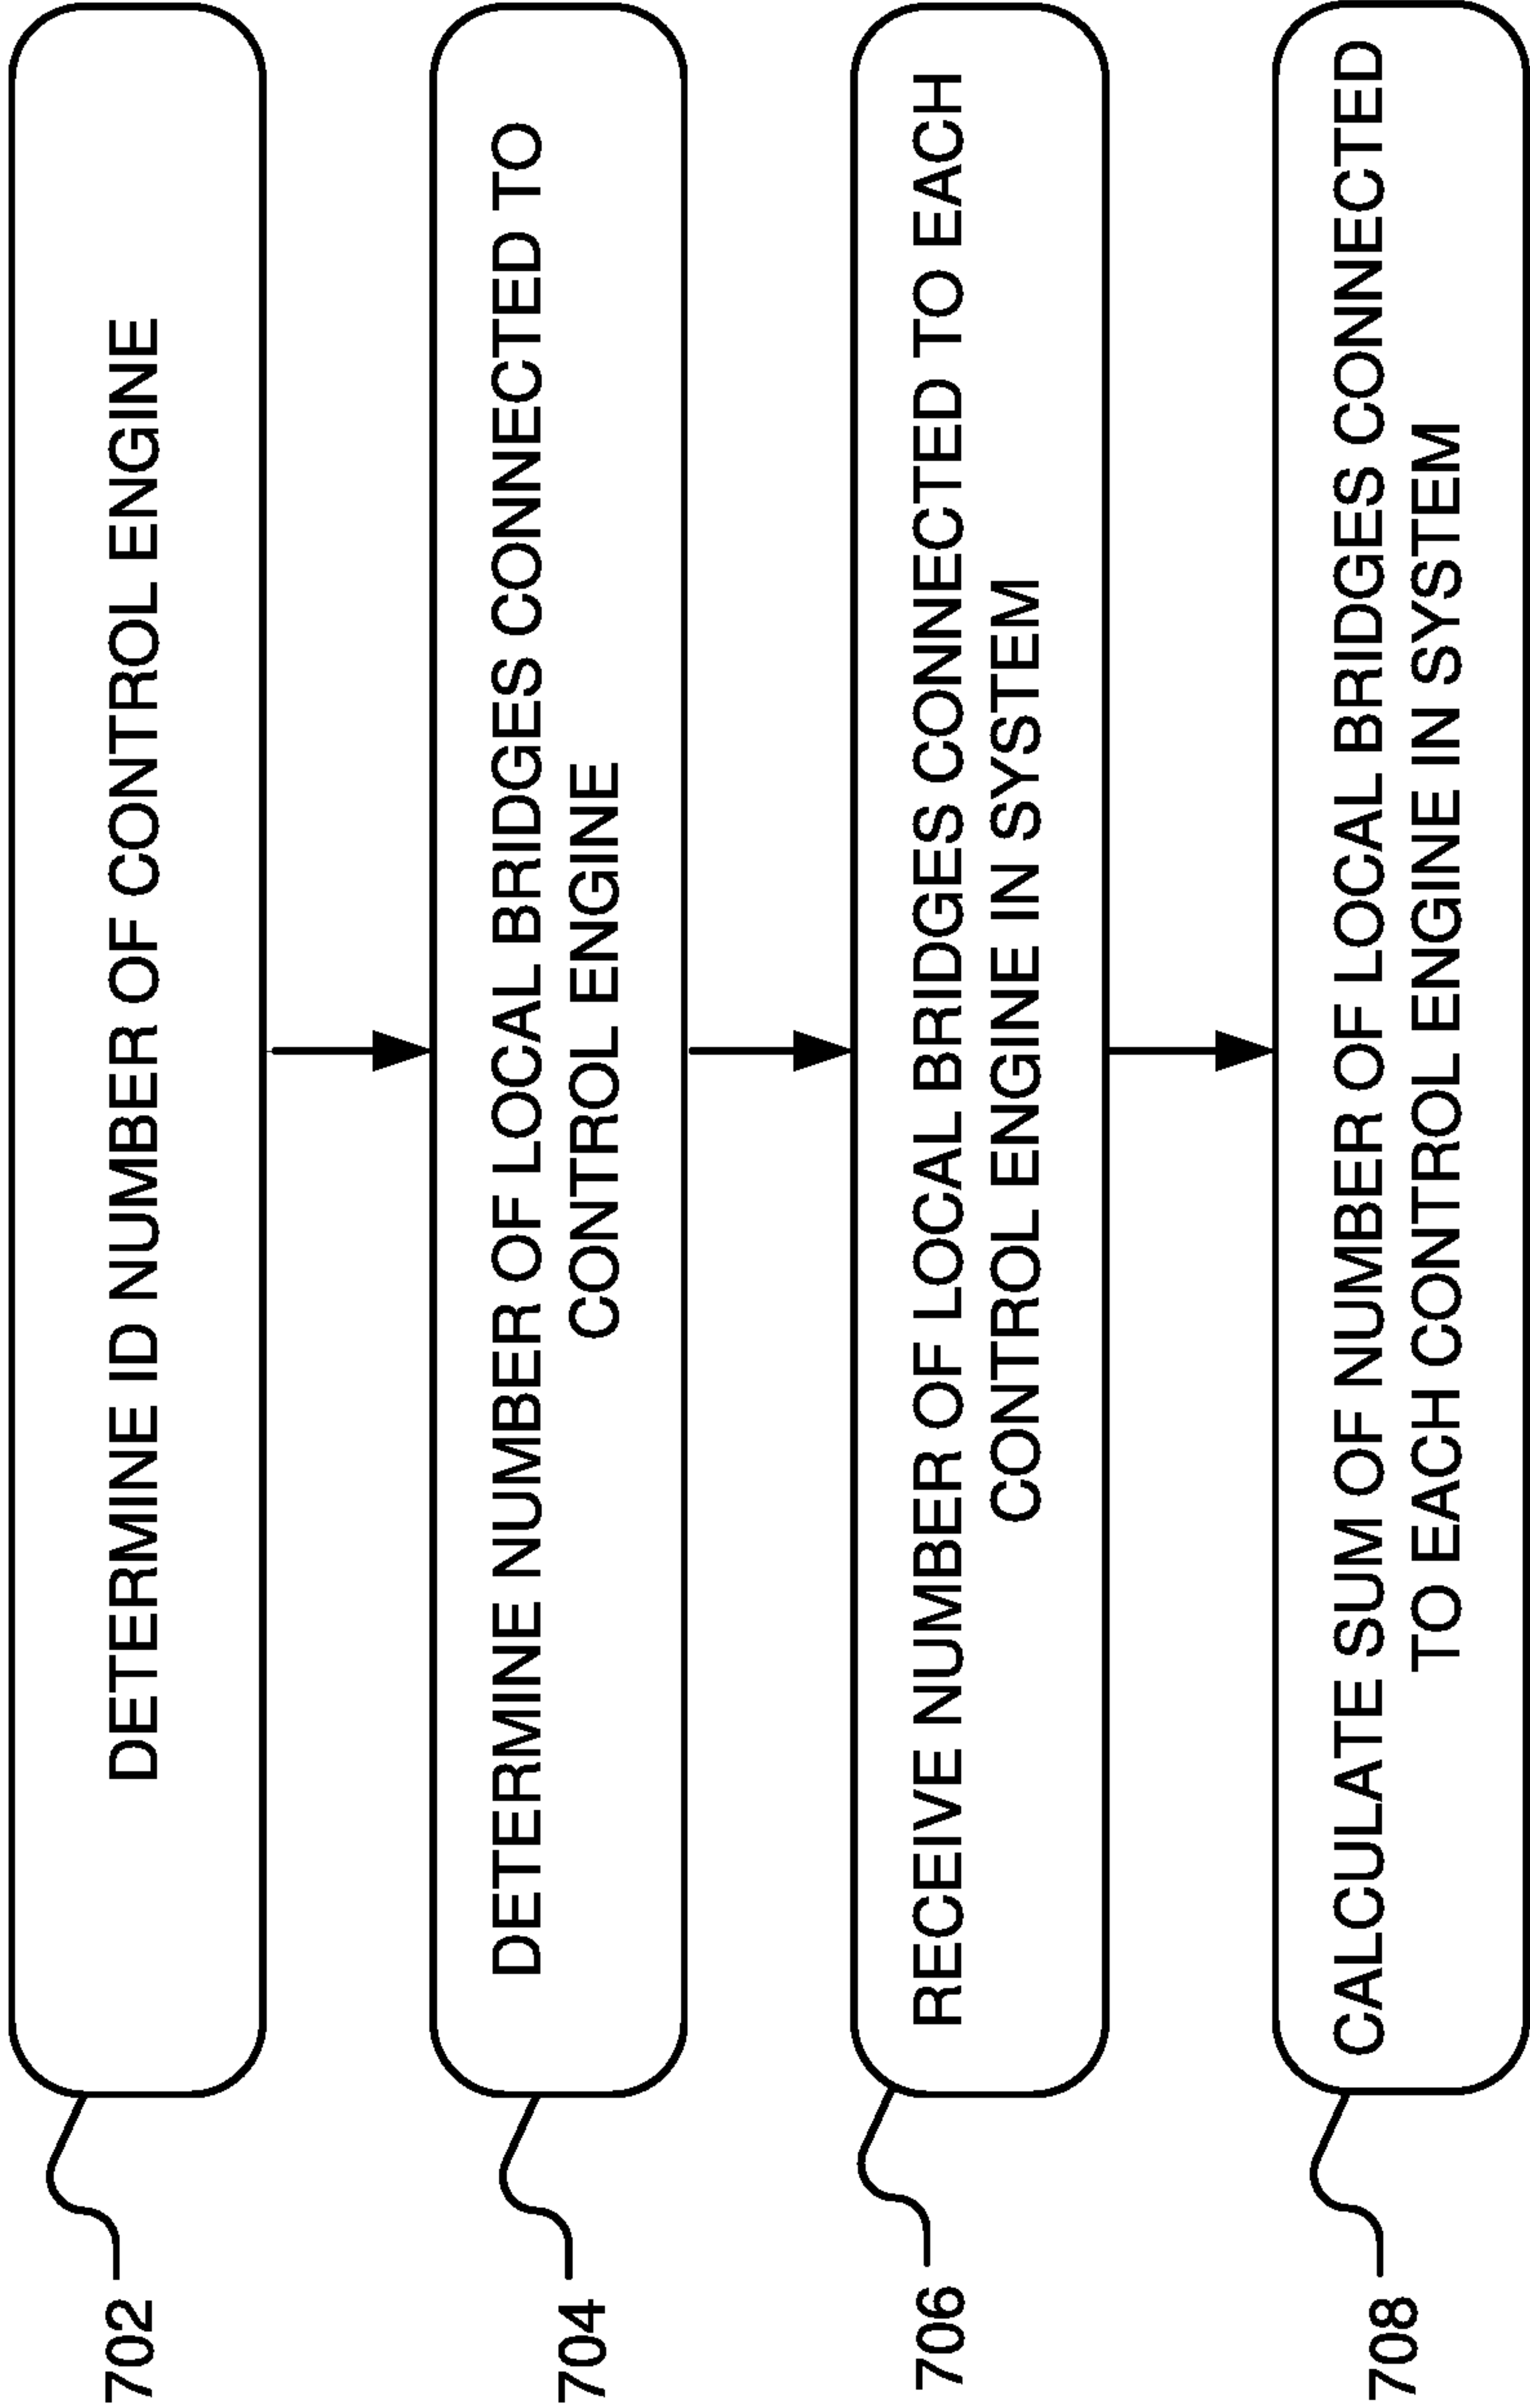 702
DETERMINE ID NUMBER OF CONTROL ENGINE
704
DETERMINE NUMBER OF LOCAL BRIDGES CONNECTED TO
CONTROL ENGINE
706
RECEIVE NUMBER OF LOCAL BRIDGES CONNECTED TO EACH
CONTROL ENGINE IN SYSTEM
708
CALCULATE SUM OF NUMBER OF LOCAL BRIDGES CONNECTED
TO EACH CONTROL ENGINE IN SYSTEM